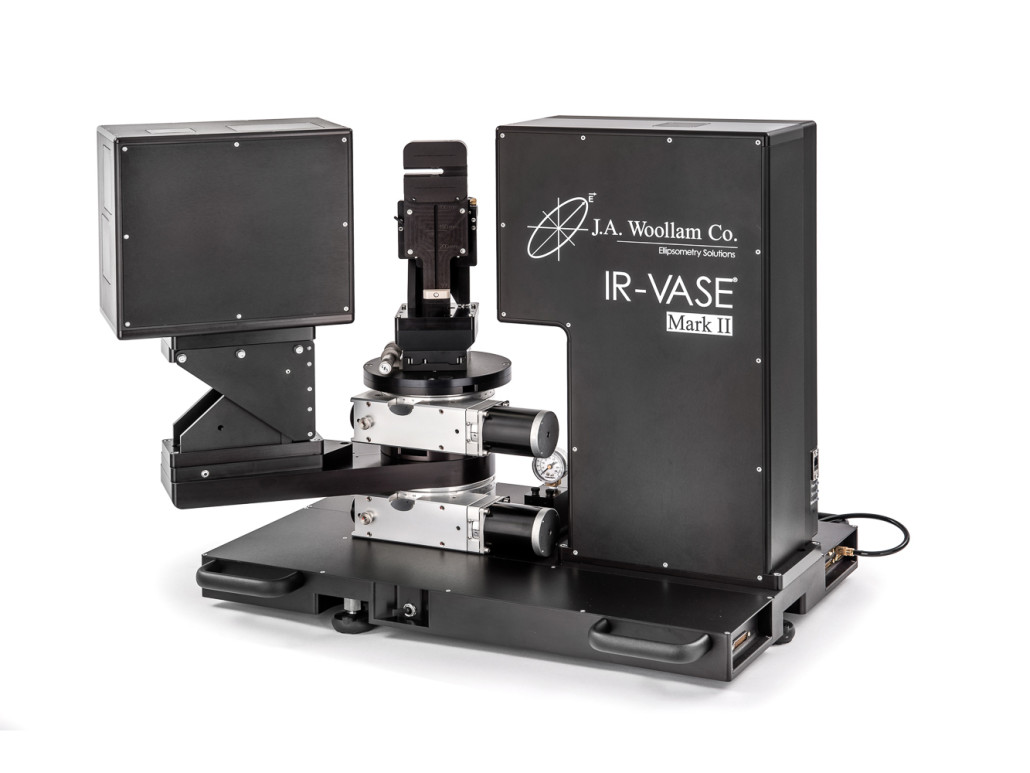 E
J.A. Woollam Co.
Ellipsometry Solutions
IR-VASE®
Mark II